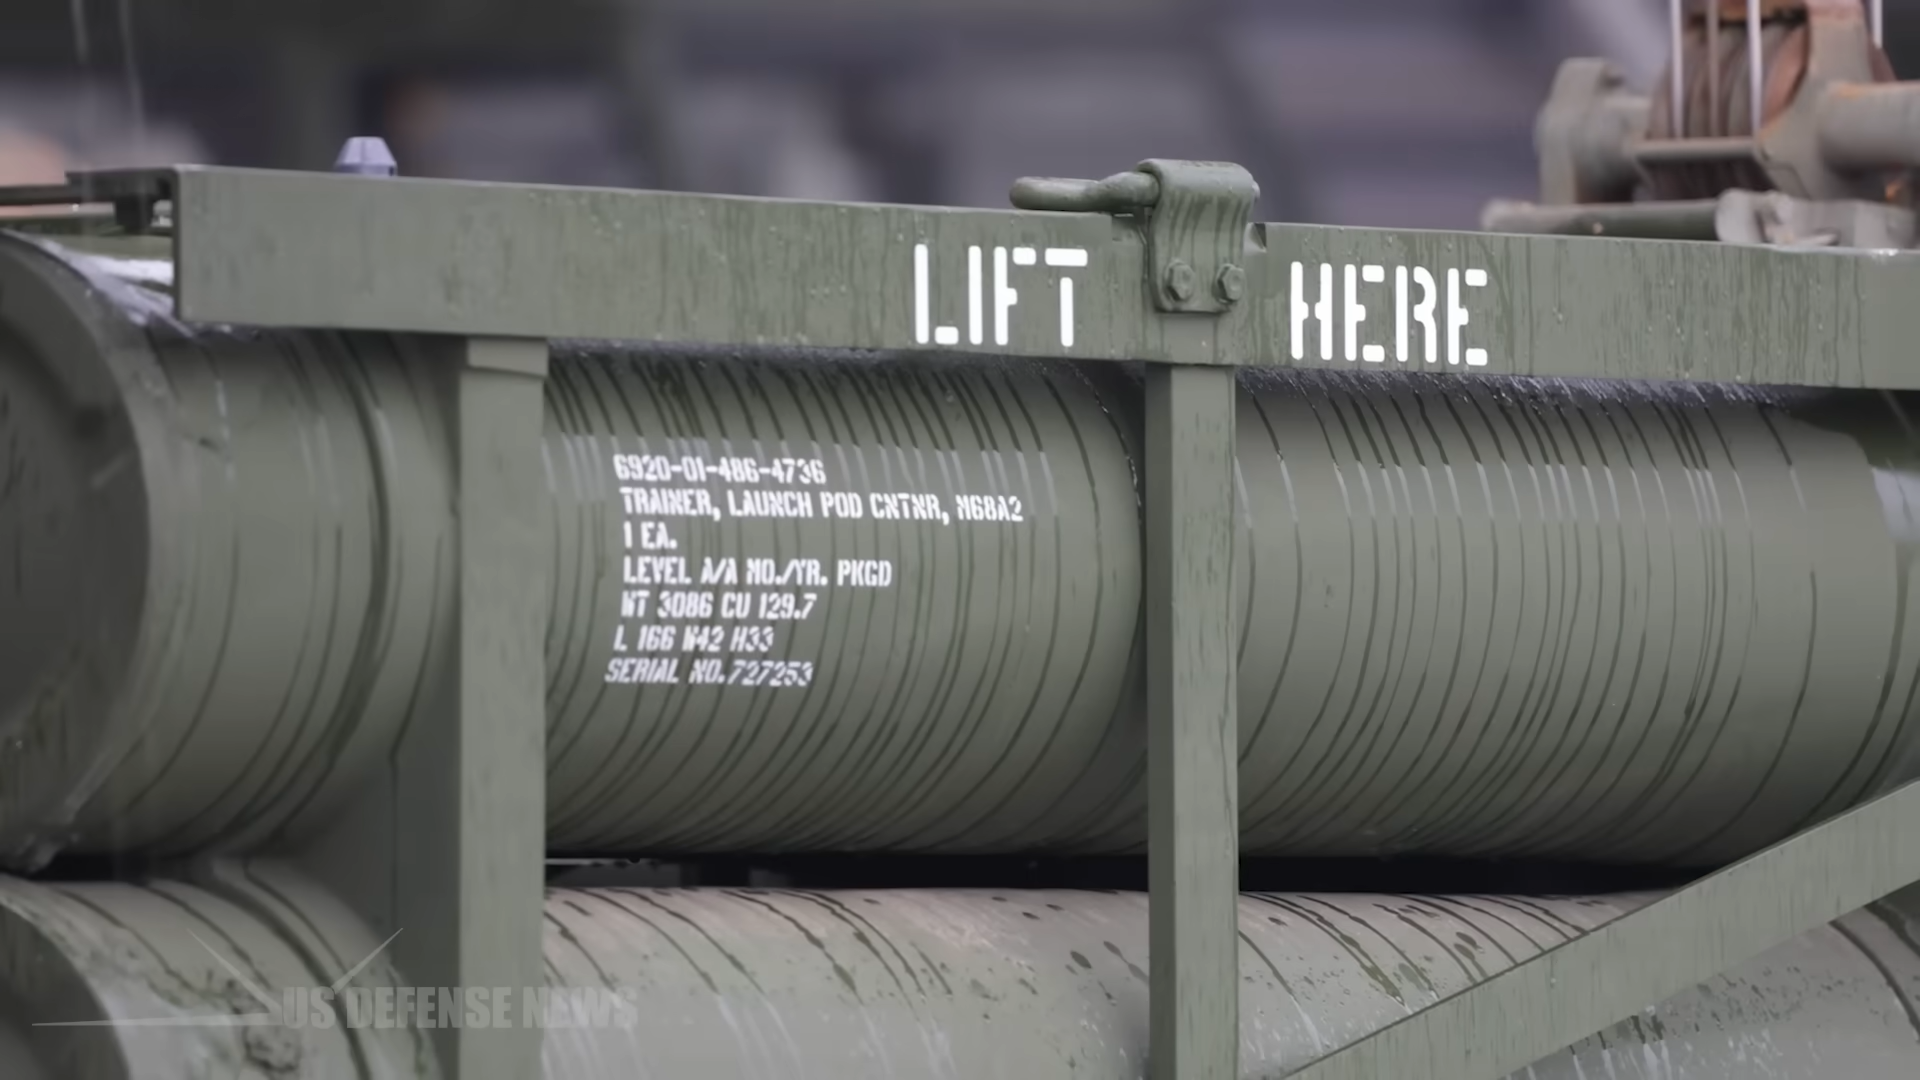 LIFT HERE
6920-01-486-4736
TRAINER, LAUNCH POD CNTNR, M68A2
1 EA.
LEVEL A/A MO./YR. PKGD
WT 3086 CU 129.7
L 166 W42 H33
SERIAL NO.727253
US DEFENSE NEWS